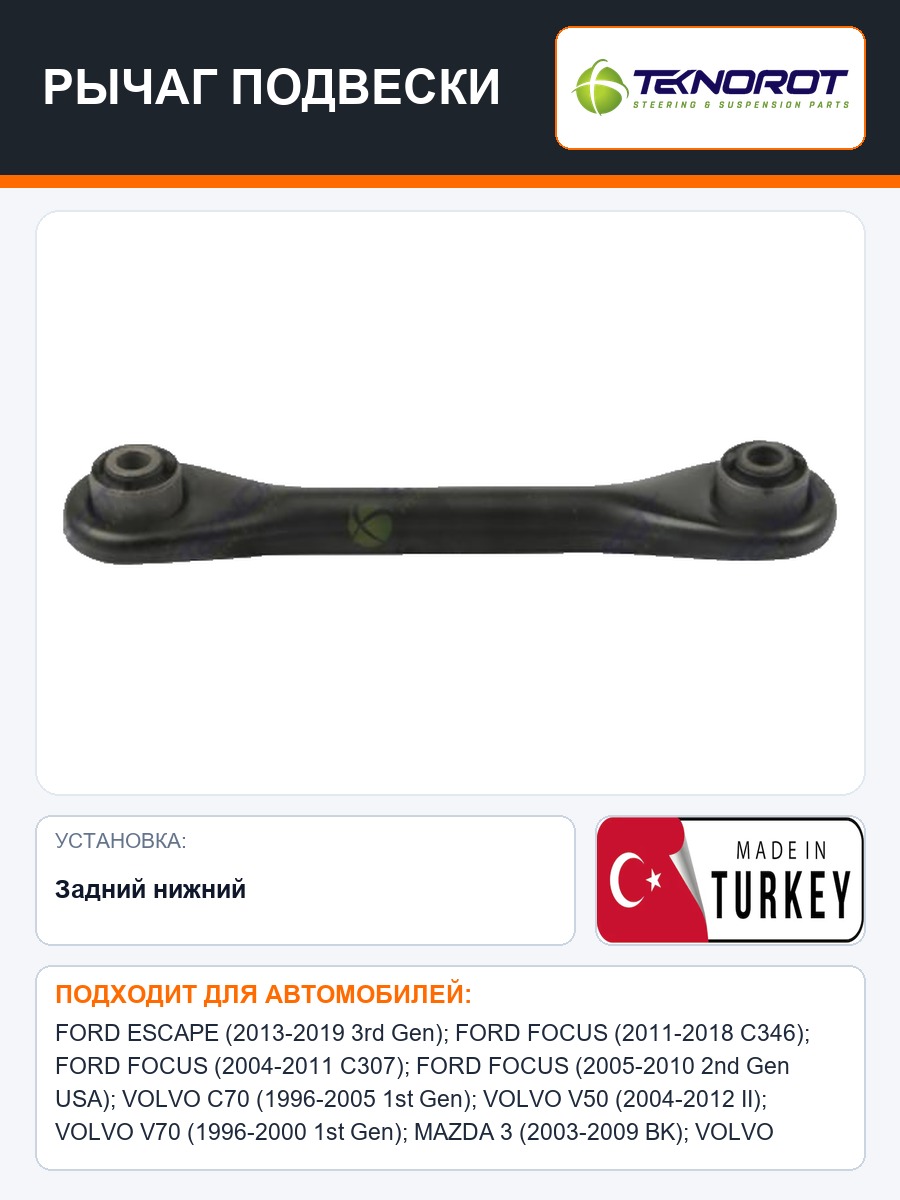 РЫЧАГ ПОДВЕСКИ
TEKNOROT
STEERING & SUSPENSION PARTS
УСТАНОВКА:
Задний нижний
MADE IN
TURKEY
ПОДХОДИТ ДЛЯ АВТОМОБИЛЕЙ:
FORD ESCAPE (2013-2019 3rd Gen); FORD FOCUS (2011-2018 C346);
FORD FOCUS (2004-2011 C307); FORD FOCUS (2005-2010 2nd Gen
USA); VOLVO C70 (1996-2005 1st Gen); VOLVO V50 (2004-2012 II);
VOLVO V70 (1996-2000 1st Gen); MAZDA 3 (2003-2009 BK); VOLVO